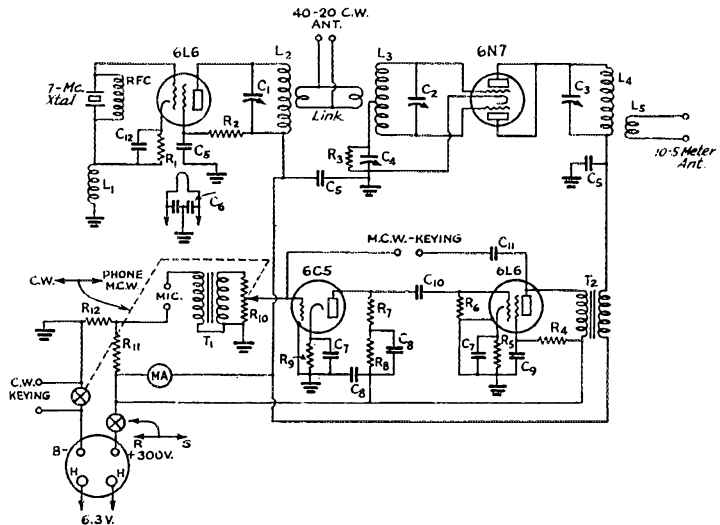 40-20 C.W.
ANT.
6L6
L2
L3
6N7
7-Mc.
Xtal
RFC
C1
Link
C2
C3
L4
L5
C12
R1
C5
R2
R3
C4
C5
C5
10-5 Meter
Ant.
L1
C6
M.C.W.-KEYING
C11
C.W.
PHONE
M.C.W.
MIC.
6C5
C10
6L6
T2
R12
T1
R10
R7
R6
R4
R11
R9
C7
R8
C8
C7
R5
C9
MA
C8
C.W.
KEYING
R
S
B-
+300V.
H
H
6.3V.